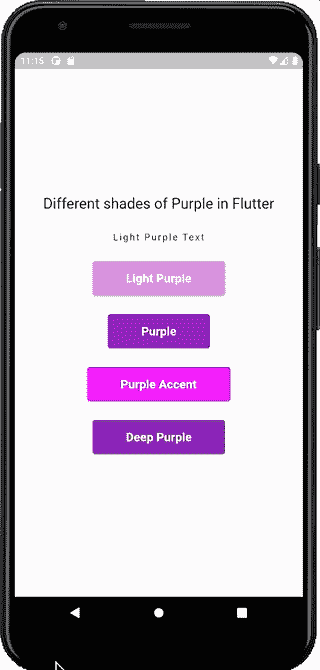 11:15
Different shades of Purple in Flutter
Light Purple Text
Light Purple
Purple
Purple Accent
Deep Purple